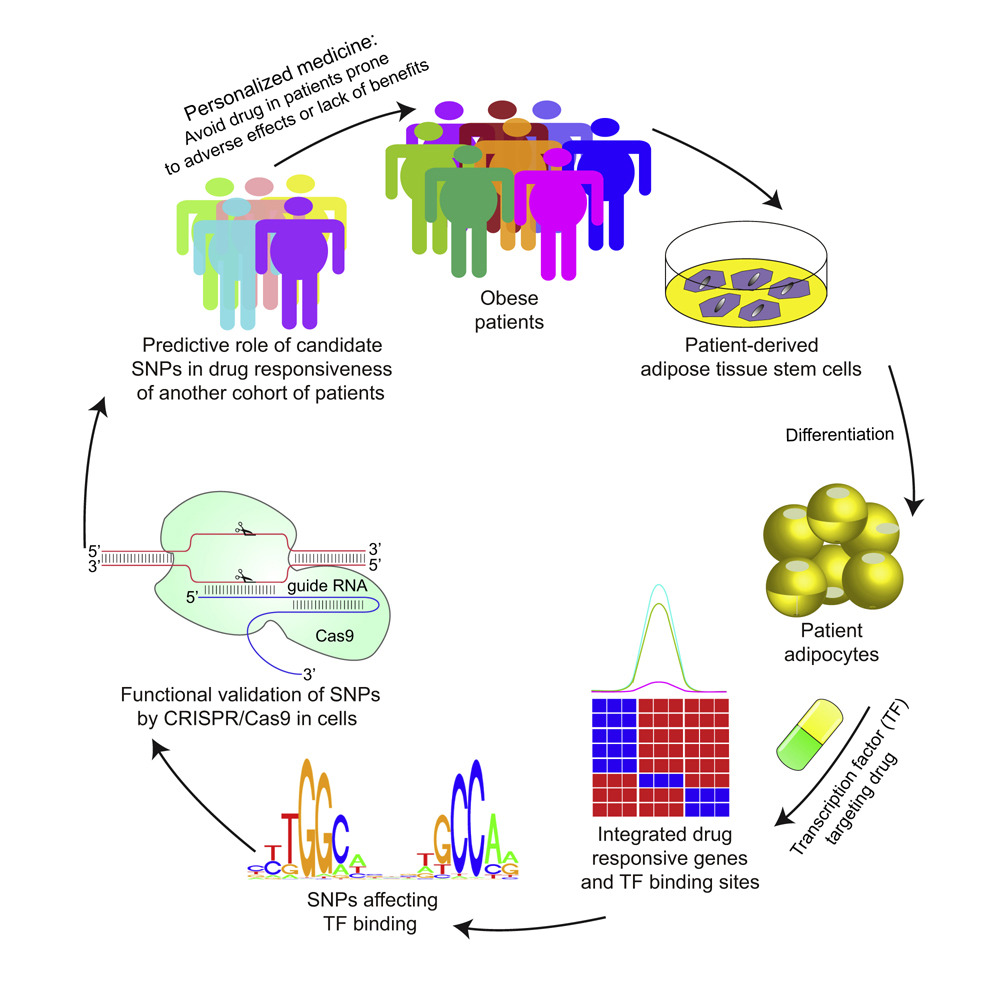 Personalized medicine:
Avoid drug in patients prone
to adverse effects or lack of benefits
Obese
patients
Patient-derived
adipose tissue stem cells
Differentiation
Patient
adipocytes
Transcription factor (TF)
targeting drug
Integrated drug
responsive genes
and TF binding sites
TTGGCA
TGCCAA
SNPs affecting
TF binding
5’
3’
3’
5’
guide RNA
5’
Cas9
3’
Functional validation of SNPs
by CRISPR/Cas9 in cells
Predictive role of candidate
SNPs in drug responsiveness
of another cohort of patients